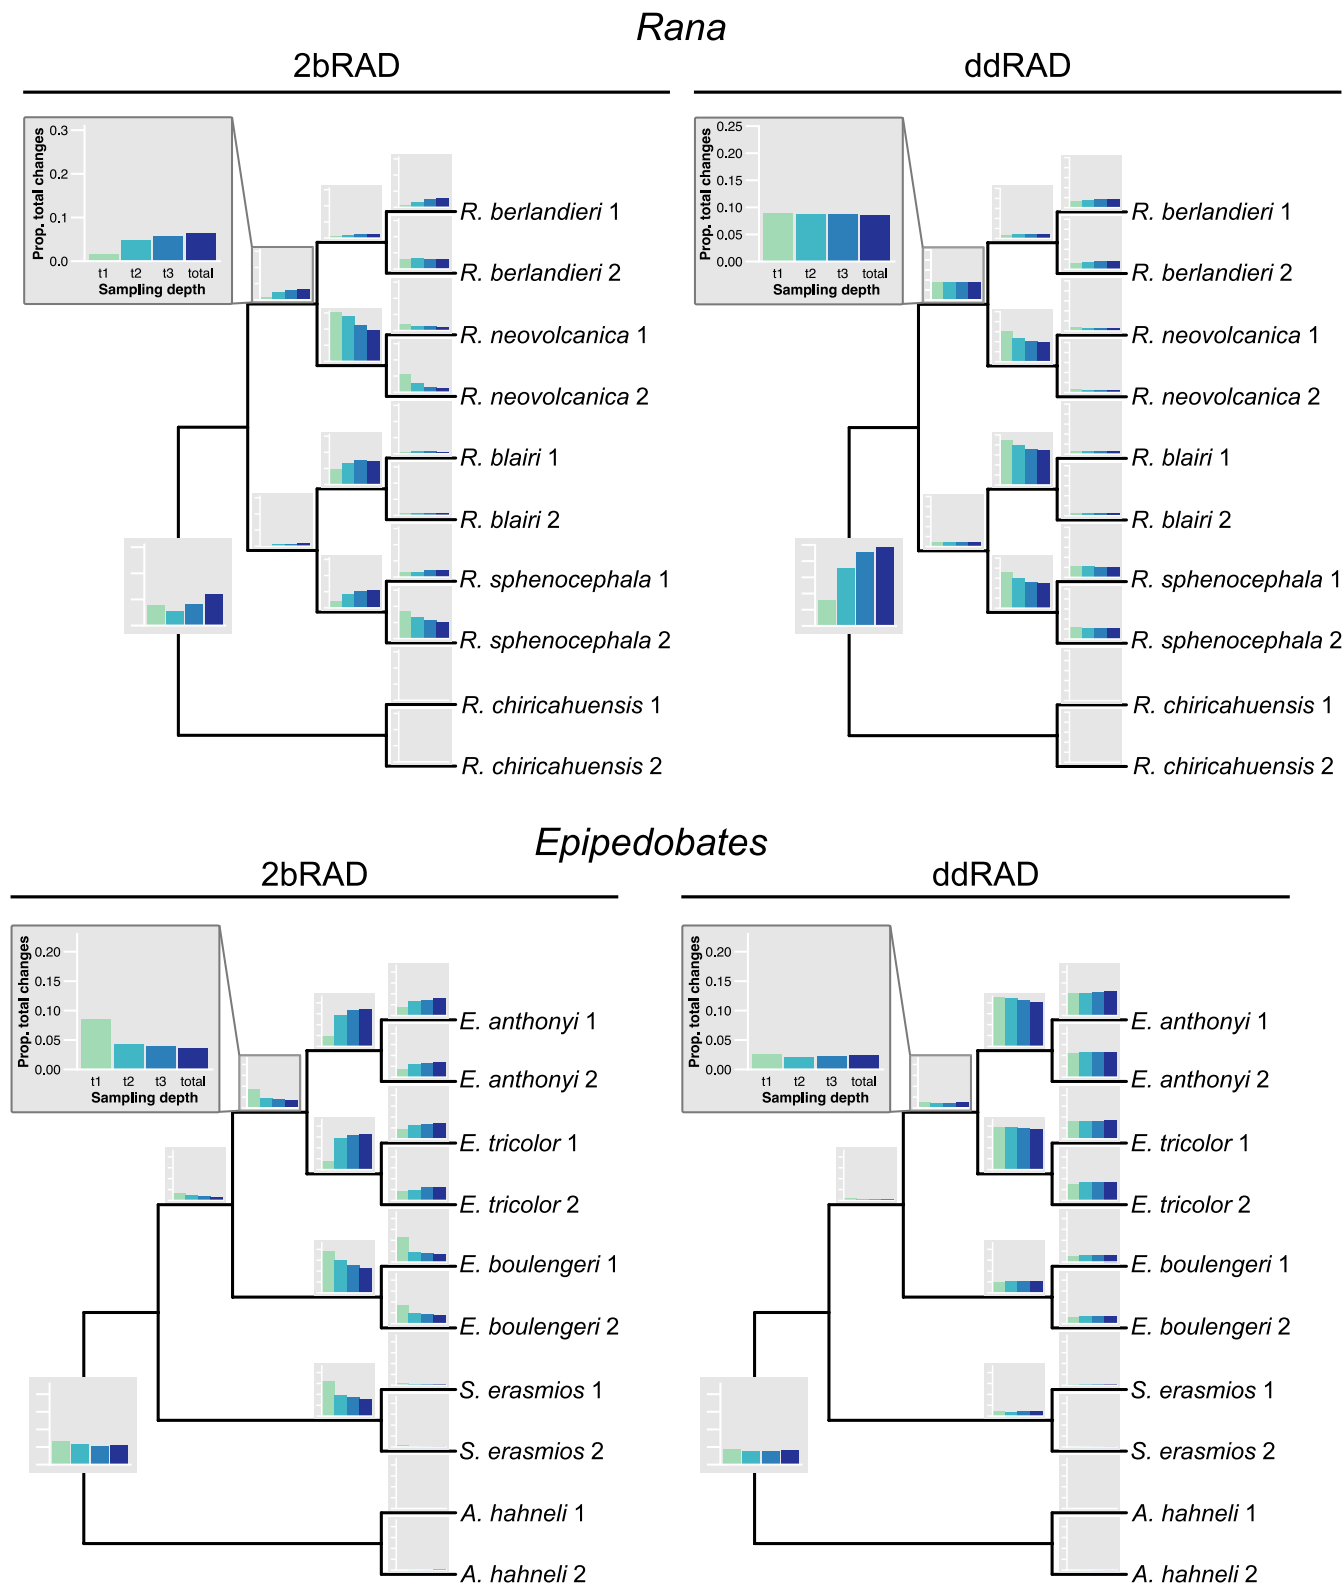 Rana
2bRAD
ddRAD
Prop. total changes
0.3
0.2
0.1
0.0
t1 t2 t3 total
Sampling depth
R. berlandieri 1
R. berlandieri 2
R. neovolcanica 1
R. neovolcanica 2
R. blairi 1
R. blairi 2
R. sphenocephala 1
R. sphenocephala 2
R. chiricahuensis 1
R. chiricahuensis 2
Prop. total changes
0.25
0.20
0.15
0.10
0.05
0.00
t1 t2 t3 total
Sampling depth
R. berlandieri 1
R. berlandieri 2
R. neovolcanica 1
R. neovolcanica 2
R. blairi 1
R. blairi 2
R. sphenocephala 1
R. sphenocephala 2
R. chiricahuensis 1
R. chiricahuensis 2
Epipedobates
2bRAD
ddRAD
Prop. total changes
0.20
0.15
0.10
0.05
0.00
t1 t2 t3 total
Sampling depth
E. anthonyi 1
E. anthonyi 2
E. tricolor 1
E. tricolor 2
E. boulengeri 1
E. boulengeri 2
S. erasmios 1
S. erasmios 2
A. hahneli 1
A. hahneli 2
Prop. total changes
0.20
0.15
0.10
0.05
0.00
t1 t2 t3 total
Sampling depth
E. anthonyi 1
E. anthonyi 2
E. tricolor 1
E. tricolor 2
E. boulengeri 1
E. boulengeri 2
S. erasmios 1
S. erasmios 2
A. hahneli 1
A. hahneli 2